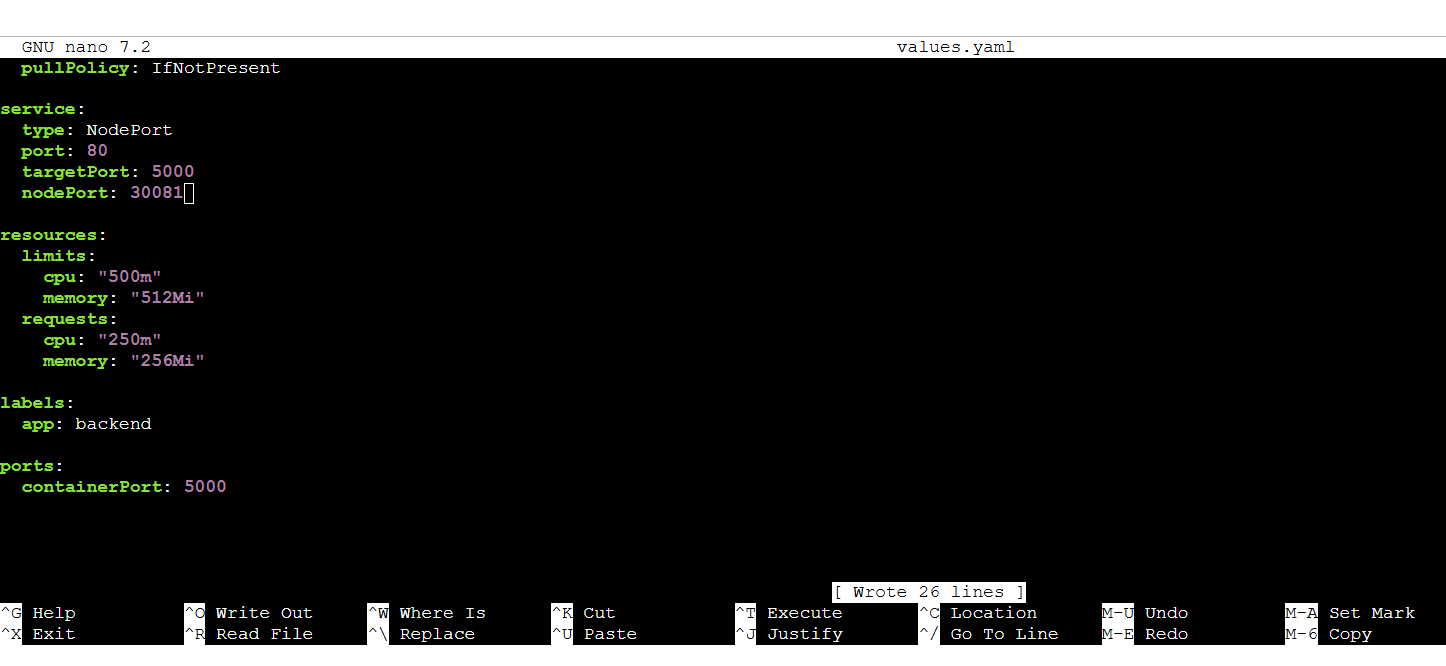 GNU nano 7.2 values.yaml
  pullPolicy: IfNotPresent

service:
  type: NodePort
  port: 80
  targetPort: 5000
  nodePort: 30081

resources:
  limits:
    cpu: "500m"
    memory: "512Mi"
  requests:
    cpu: "250m"
    memory: "256Mi"

labels:
  app: backend

ports:
  containerPort: 5000

[ Wrote 26 lines ]
^G Help ^O Write Out ^W Where Is ^K Cut ^T Execute ^C Location M-U Undo M-A Set Mark
^X Exit ^R Read File ^\ Replace ^U Paste ^J Justify ^/ Go To Line M-E Redo M-6 Copy